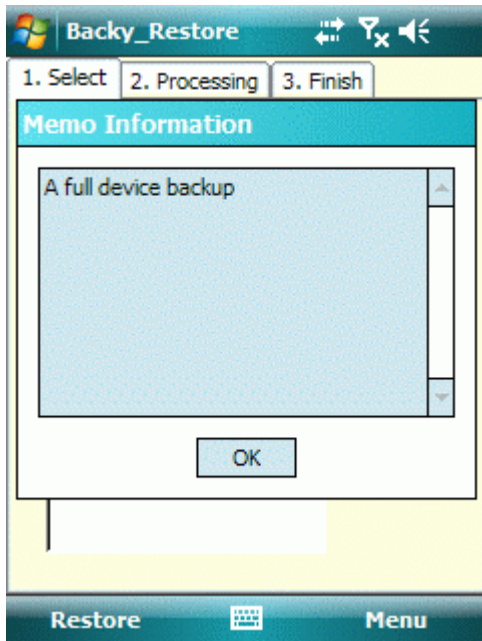 Backy_Restore
1. Select 2. Processing 3. Finish
Memo Information
A full device backup
OK
Restore Menu